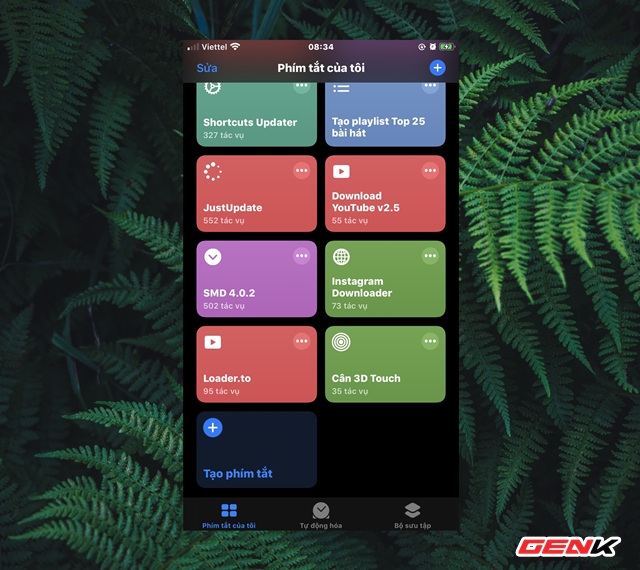 Viettel 08:34
Sửa Phím tắt của tôi
Shortcuts Updater
327 tác vụ
Tạo playlist Top 25
bài hát
JustUpdate
552 tác vụ
Download
YouTube v2.5
55 tác vụ
SMD 4.0.2
502 tác vụ
Instagram
Downloader
73 tác vụ
Loader.to
95 tác vụ
Cân 3D Touch
35 tác vụ
Tạo phím tắt
Phím tắt của tôi Tự động hóa Bộ sưu tập
GENK